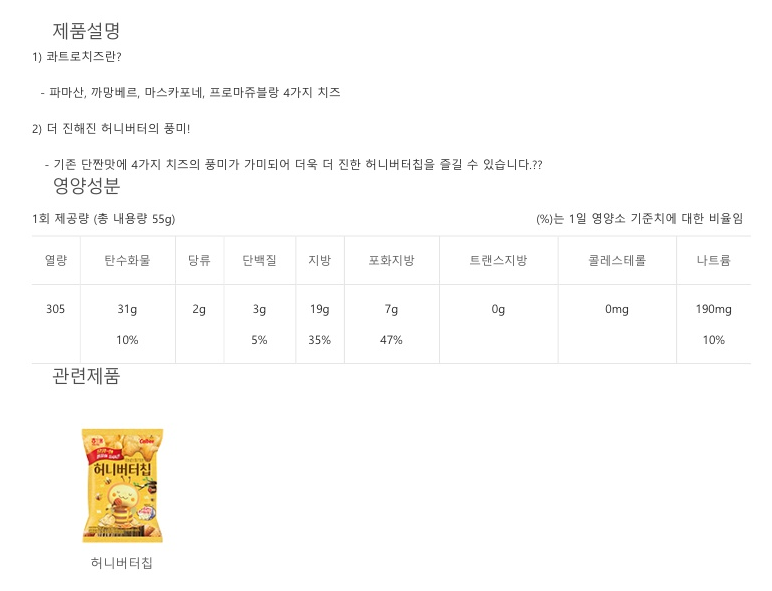 제품설명
1) 콰트로치즈란?
- 파마산, 까망베르, 마스카포네, 프로마쥬블랑 4가지 치즈
2) 더 진해진 허니버터의 풍미!
- 기존 단짠맛에 4가지 치즈의 풍미가 가미되어 더욱 더 진한 허니버터칩을 즐길 수 있습니다.??
영양성분
1회 제공량 (총 내용량 55g) (%)는 1일 영양소 기준치에 대한 비율임
열량 탄수화물 당류 단백질 지방 포화지방 트랜스지방 콜레스테롤 나트륨
305 31g 2g 3g 19g 7g 0g 0mg 190mg
10% 5% 35% 47% 10%
관련제품
해태 Calbee
허니버터칩
허니버터칩